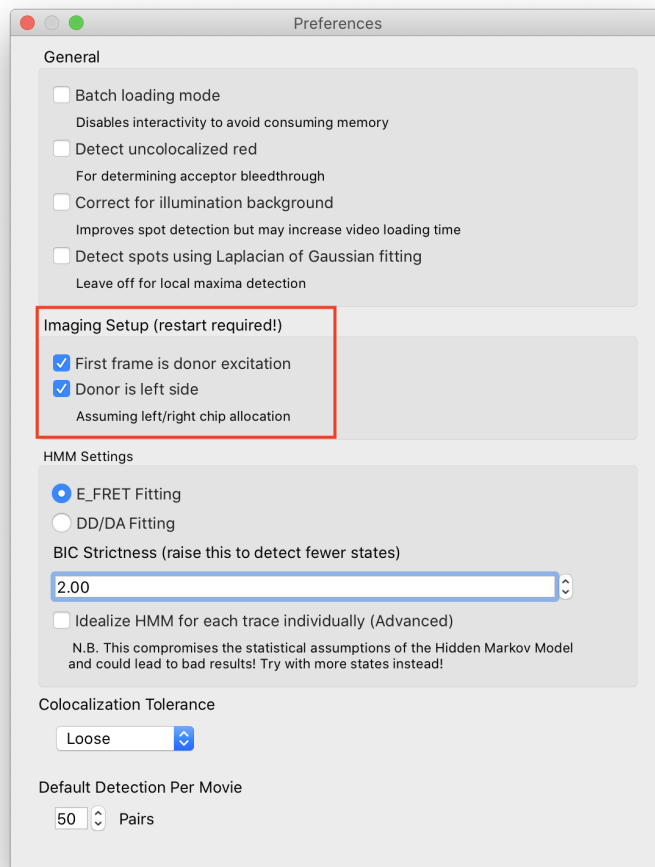 Preferences
General
Batch loading mode
Disables interactivity to avoid consuming memory
Detect uncolocalized red
For determining acceptor bleedthrough
Correct for illumination background
Improves spot detection but may increase video loading time
Detect spots using Laplacian of Gaussian fitting
Leave off for local maxima detection
Imaging Setup (restart required!)
First frame is donor excitation
Donor is left side
Assuming left/right chip allocation
HMM Settings
E_FRET Fitting
DD/DA Fitting
BIC Strictness (raise this to detect fewer states)
2.00
Idealize HMM for each trace individually (Advanced)
N.B. This compromises the statistical assumptions of the Hidden Markov Model
and could lead to bad results! Try with more states instead!
Colocalization Tolerance
Loose
Default Detection Per Movie
50 Pairs